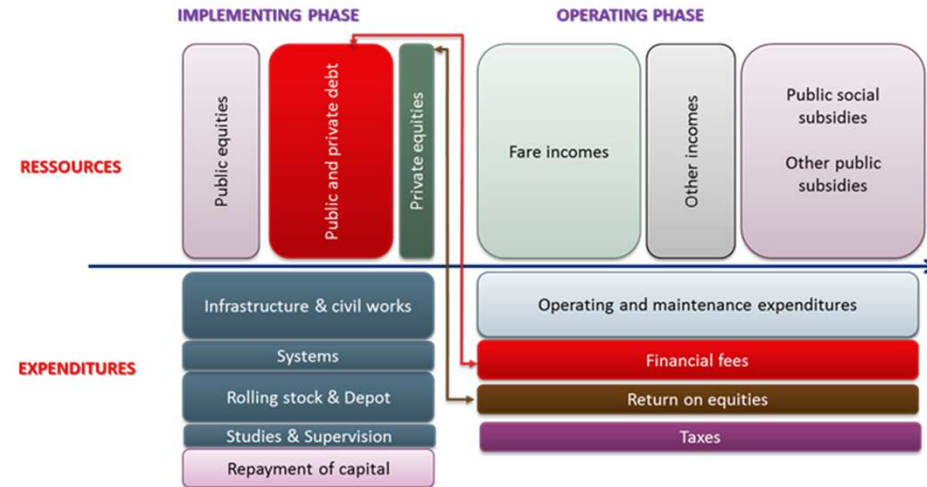 IMPLEMENTING PHASE
OPERATING PHASE
RESSOURCES
Public equities
Public and private debt
Private equities
Fare incomes
Other incomes
Public social
subsidies
Other public
subsidies
EXPENDITURES
Infrastructure & civil works
Systems
Rolling stock & Depot
Studies & Supervision
Repayment of capital
Operating and maintenance expenditures
Financial fees
Return on equities
Taxes